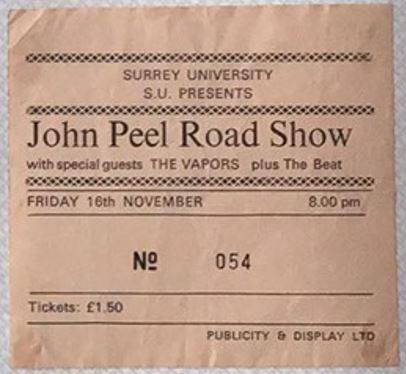 SURREY UNIVERSITY
S.U. PRESENTS
John Peel Road Show
with special guests THE VAPORS plus The Beat
FRIDAY 16th NOVEMBER 8.00 pm
Nº 054
Tickets: £1.50
PUBLICITY & DISPLAY LTD